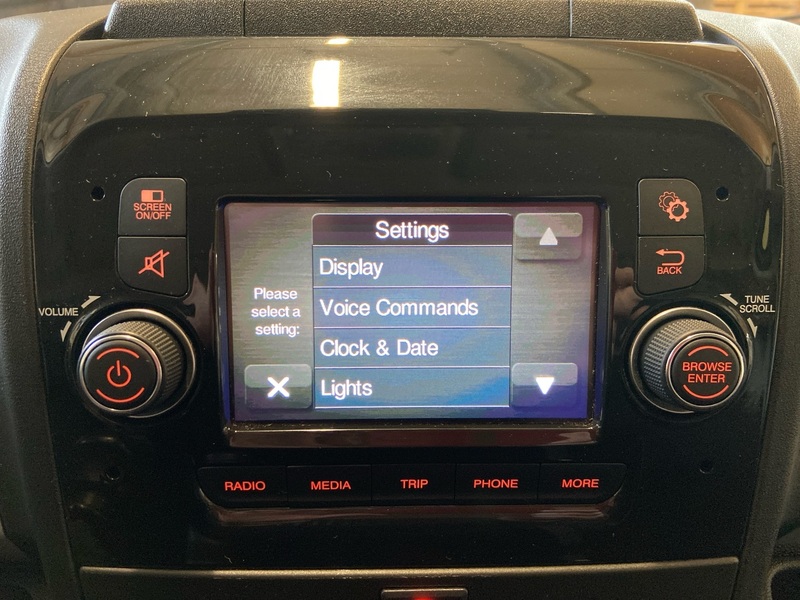 SCREEN
ON/OFF
BACK
VOLUME
TUNE
SCROLL
Settings
Display
Voice Commands
Clock & Date
Lights
Please
select a
setting:
BROWSE
ENTER
RADIO
MEDIA
TRIP
PHONE
MORE